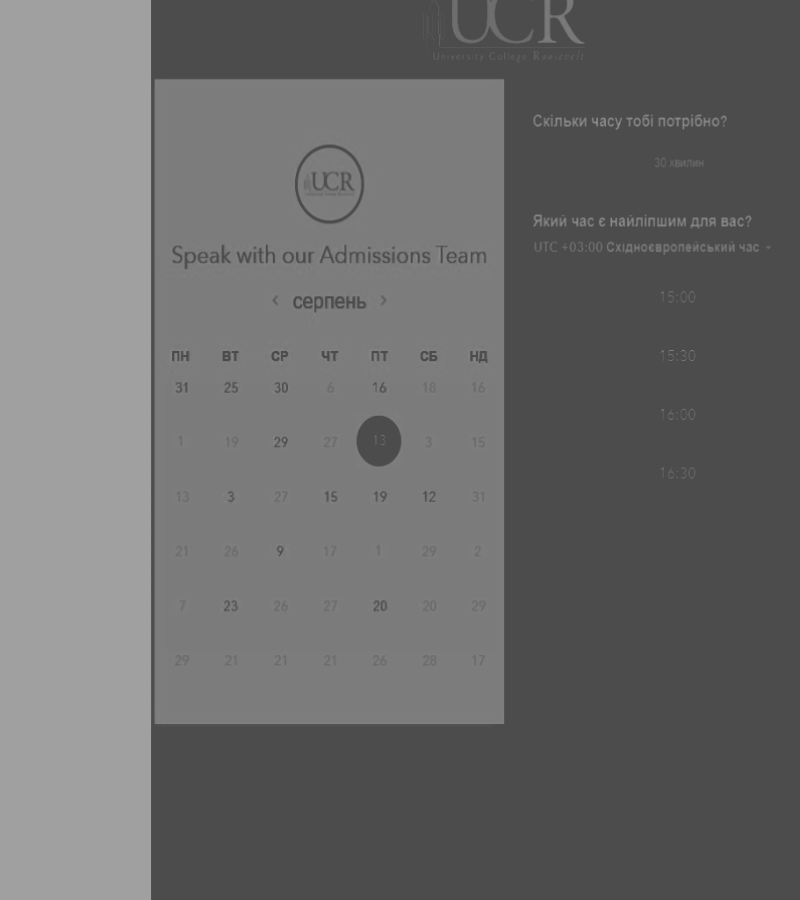 UCR
University College Roosevelt
UCR
Speak with our Admissions Team
‹ серпень ›
ПН ВТ СР ЧТ ПТ СБ НД
31 25 30 6 16 18 16
1 19 29 27 13 3 15
13 3 27 15 19 12 31
21 26 9 17 1 29 2
7 23 26 27 20 20 29
29 21 21 21 26 28 17
Скільки часу тобі потрібно?
30 хвилин
Який час є найліпшим для вас?
UTC +03:00 Східноєвропейський час
15:00
15:30
16:00
16:30